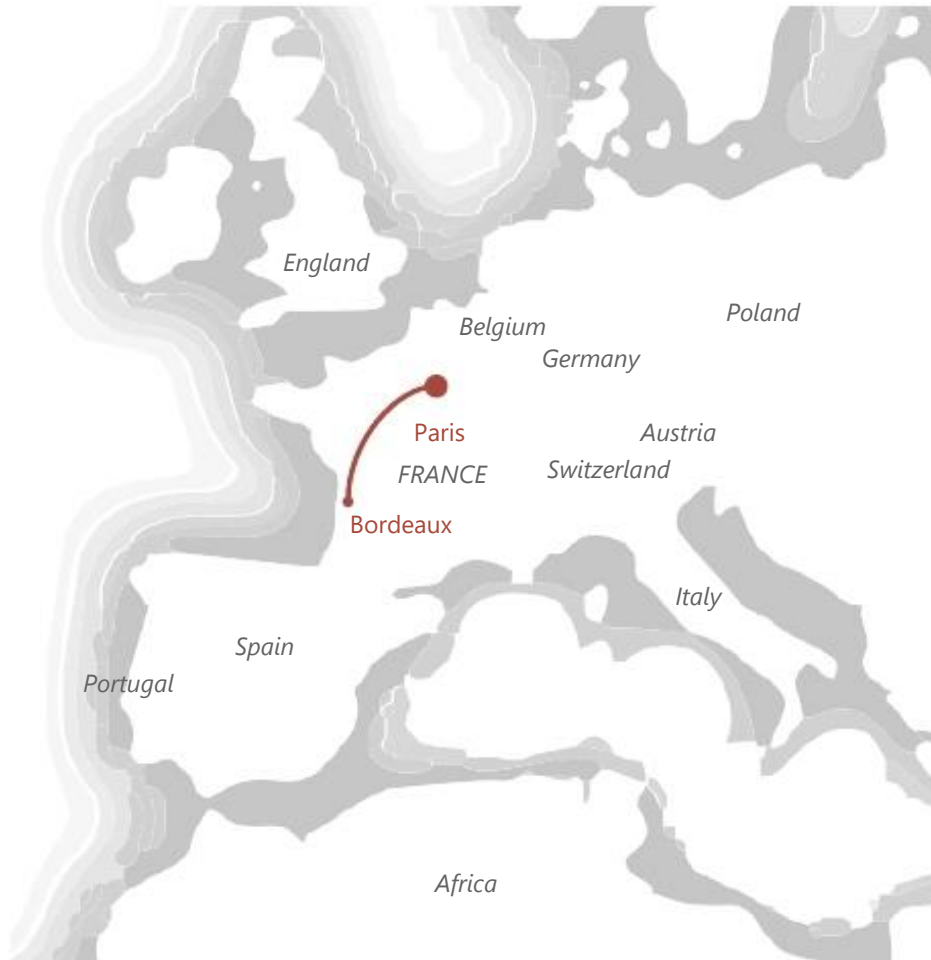 England
Poland
Belgium
Germany
Paris
Austria
FRANCE
Switzerland
Bordeaux
Italy
Spain
Portugal
Africa